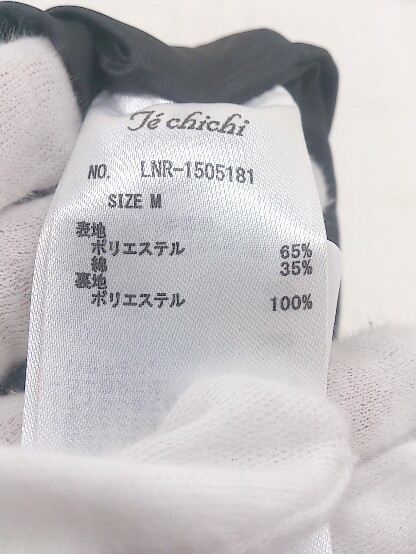 Jé chichi
NO. LNR-1505181
SIZE M
表地
ポリエステル 65%
綿 35%
裏地
ポリエステル 100%